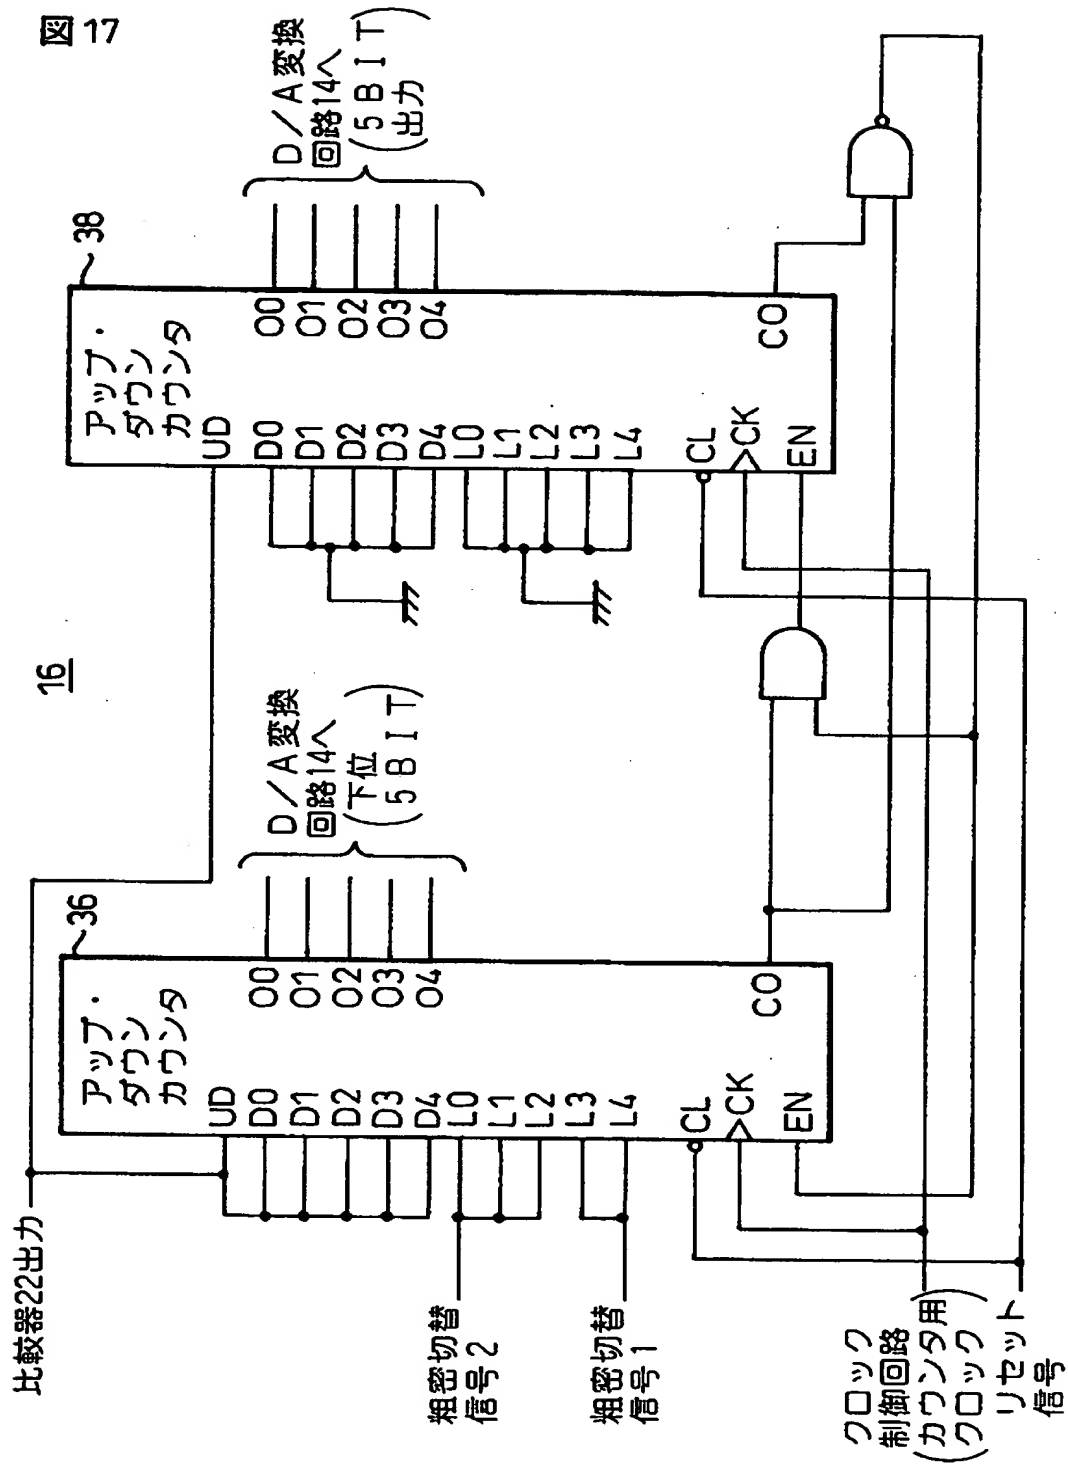 図17
16
比較器22出力
36
アップ・
ダウン
カウンタ
UD
D0
D1
D2
D3
D4
L0
L1
L2
L3
L4
CL
CK
EN
O0
O1
O2
O3
O4
CO
D/A変換
回路14へ
(下位
5BIT)
粗密切替
信号2
粗密切替
信号1
クロック
制御回路
(カウンタ用
クロック)
リセット
信号
38
アップ・
ダウン
カウンタ
UD
D0
D1
D2
D3
D4
L0
L1
L2
L3
L4
CL
CK
EN
O0
O1
O2
O3
O4
CO
D/A変換
回路14へ
(5BIT
出力)